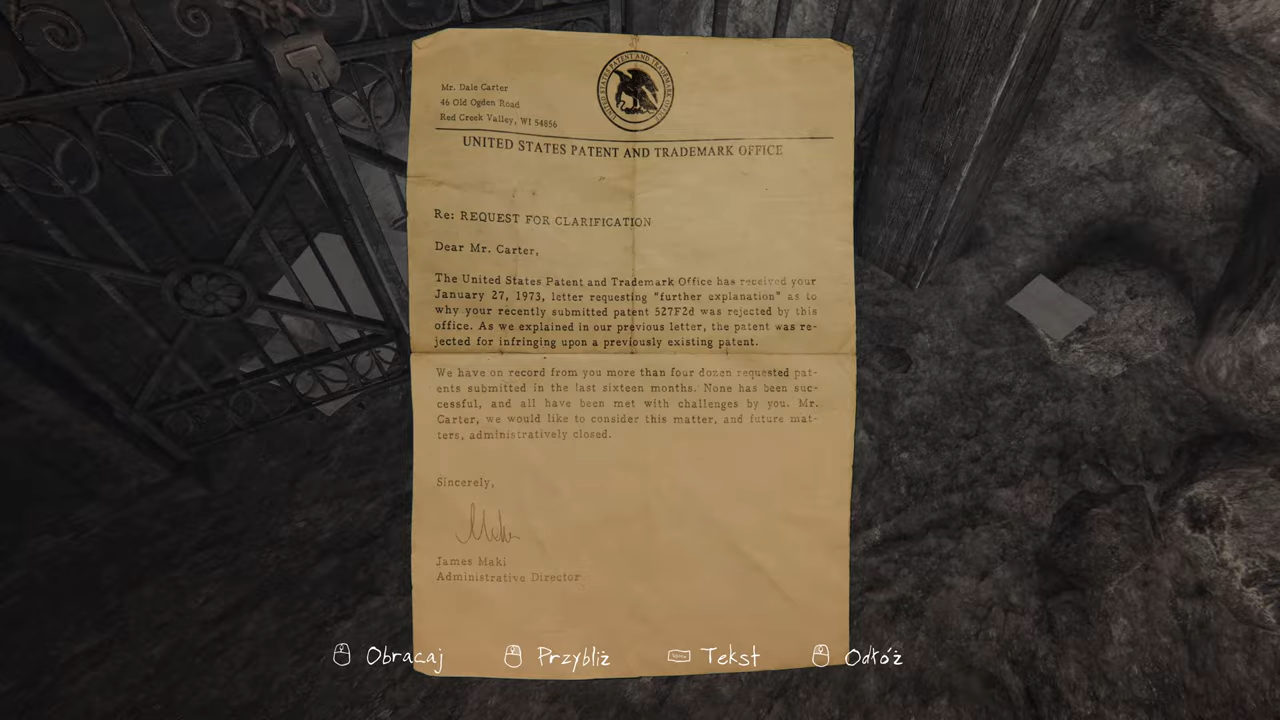 Mr. Dale Carter
46 Old Ogden Road
Red Creek Valley, WI 54856
UNITED STATES PATENT AND TRADEMARK OFFICE
UNITED STATES PATENT AND TRADEMARK OFFICE
Re: REQUEST FOR CLARIFICATION
Dear Mr. Carter,
The United States Patent and Trademark Office has received your
January 27, 1973, letter requesting "further explanation" as to
why your recently submitted patent 527F2d was rejected by this
office. As we explained in our previous letter, the patent was re-
jected for infringing upon a previously existing patent.
We have on record from you more than four dozen requested pat-
ents submitted in the last sixteen months. None has been suc-
cessful, and all have been met with challenges by you. Mr.
Carter, we would like to consider this matter, and future mat-
ters, administratively closed.
Sincerely,
James Maki
Administrative Director
Obracaj Przybliż Tekst Odłóż